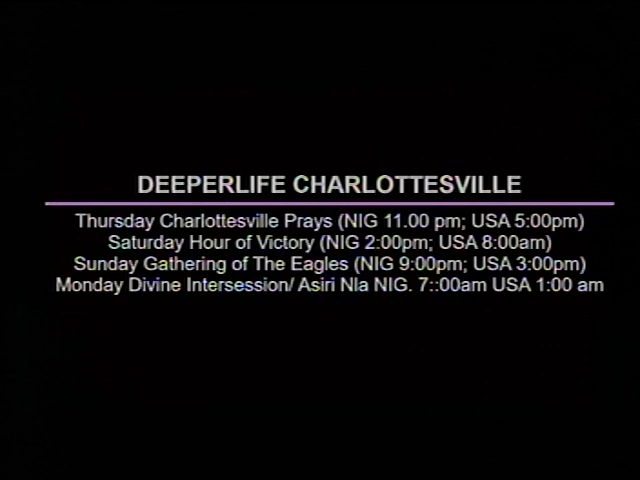 DEEPERLIFE CHARLOTTESVILLE
Thursday Charlottesville Prays (NIG 11.00 pm; USA 5:00pm)
Saturday Hour of Victory (NIG 2:00pm; USA 8:00am)
Sunday Gathering of The Eagles (NIG 9:00pm; USA 3:00pm)
Monday Divine Intersession/ Asiri Nla NIG. 7::00am USA 1:00 am